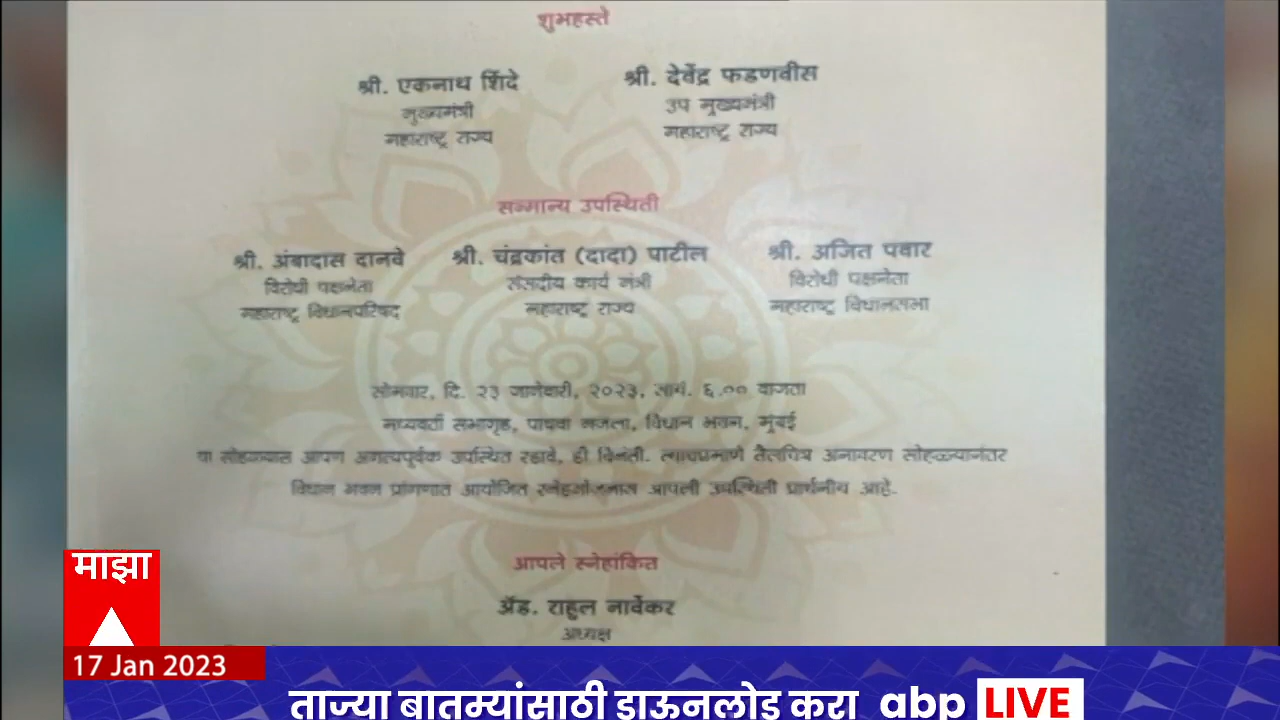 शुभहस्ते
श्री. एकनाथ शिंदे
मुख्यमंत्री
महाराष्ट्र राज्य
श्री. देवेंद्र फडणवीस
उप मुख्यमंत्री
महाराष्ट्र राज्य
सन्मान्य उपस्थिती
श्री. अंबादास दानवे
विरोधी पक्षनेता
महाराष्ट्र विधानपरिषद
श्री. चंद्रकांत (दादा) पाटील
संसदीय कार्य मंत्री
महाराष्ट्र राज्य
श्री. अजित पवार
विरोधी पक्षनेता
महाराष्ट्र विधानसभा
सोमवार, दि. २३ जानेवारी, २०२३, सायं. ६.०० वाजता
मध्यवर्ती सभागृह, पाचवा मजला, विधान भवन, मुंबई
या सोहळ्यास आपण अगत्यपूर्वक उपस्थित रहावे, ही विनंती. त्याचप्रमाणे तैलचित्र अनावरण सोहळ्यानंतर
विधान भवन प्रांगणात आयोजित स्नेहभोजनास आपली उपस्थिती प्रार्थनीय आहे.
आपले स्नेहांकित
ॲड. राहुल नार्वेकर
अध्यक्ष
माझा
17 Jan 2023
ताज्या बातम्यांसाठी डाऊनलोड करा abp LIVE